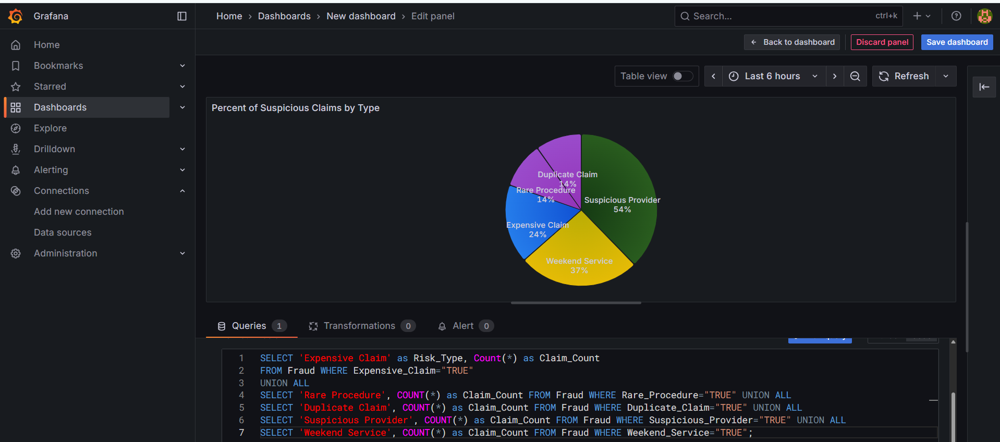 Grafana
Home › Dashboards › New dashboard › Edit panel
Search...
ctrl+k
Back to dashboard
Discard panel
Save dashboard
Home
Bookmarks
Starred
Dashboards
Explore
Drilldown
Alerting
Connections
Add new connection
Data sources
Administration
Table view
Last 6 hours
Refresh
Percent of Suspicious Claims by Type
Duplicate Claim
14%
Rare Procedure
14%
Suspicious Provider
54%
Expensive Claim
24%
Weekend Service
37%
Queries 1
Transformations 0
Alert 0
1 SELECT 'Expensive Claim' as Risk_Type, Count(*) as Claim_Count
2 FROM Fraud WHERE Expensive_Claim="TRUE"
3 UNION ALL
4 SELECT 'Rare Procedure', COUNT(*) as Claim_Count FROM Fraud WHERE Rare_Procedure="TRUE" UNION ALL
5 SELECT 'Duplicate Claim', COUNT(*) as Claim_Count FROM Fraud WHERE Duplicate_Claim="TRUE" UNION ALL
6 SELECT 'Suspicious Provider', COUNT(*) as Claim_Count FROM Fraud WHERE Suspicious_Provider="TRUE" UNION ALL
7 SELECT 'Weekend Service', COUNT(*) as Claim_Count FROM Fraud WHERE Weekend_Service="TRUE";